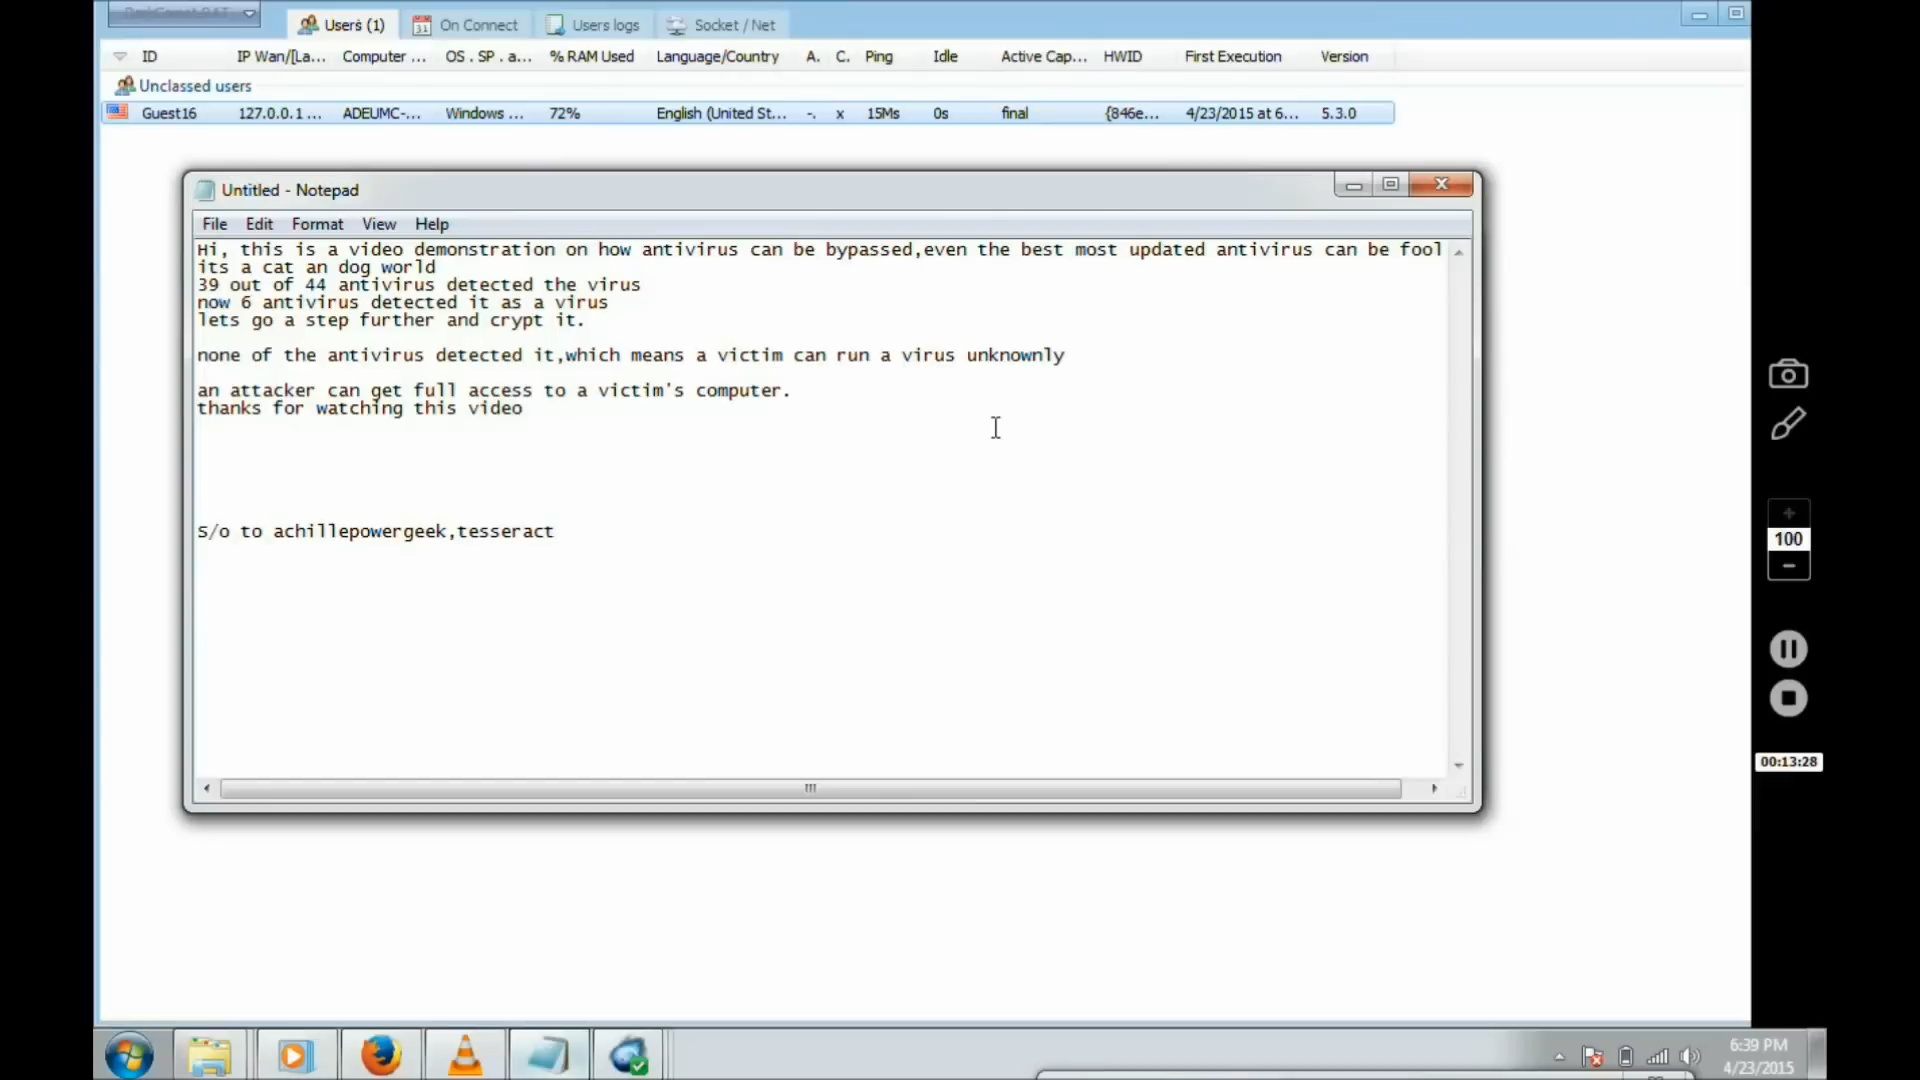 Users (1) On Connect Users logs Socket / Net
ID IP Wan/[La... Computer ... OS . SP . a... % RAM Used Language/Country A. C. Ping Idle Active Cap... HWID First Execution Version
Unclassed users
Guest16 127.0.0.1 ... ADEUMC-... Windows ... 72% English (United St... -. x 15Ms 0s final {846e... 4/23/2015 at 6... 5.3.0
Untitled - Notepad
File Edit Format View Help
Hi, this is a video demonstration on how antivirus can be bypassed,even the best most updated antivirus can be fool
its a cat an dog world
39 out of 44 antivirus detected the virus
now 6 antivirus detected it as a virus
lets go a step further and crypt it.
none of the antivirus detected it,which means a victim can run a virus unknownly
an attacker can get full access to a victim's computer.
thanks for watching this video
S/o to achillepowergeek,tesseract
100
00:13:28
6:39 PM
4/23/2015